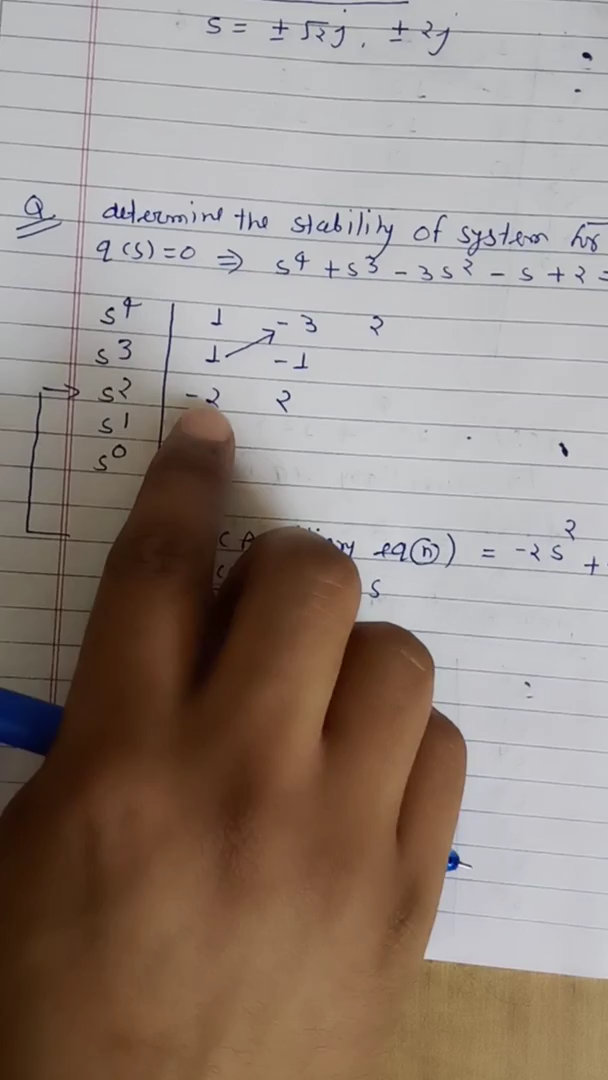 s = ± √2j, ± 2j
Q determine the stability of system for
q(s)=0 ⇒ s⁴ + s³ - 3s² - s + 2 =
s⁴ 1 -3 2
s³ 1 -1
s² -2 2
s¹
s⁰
eq(n) = -2s² +
s